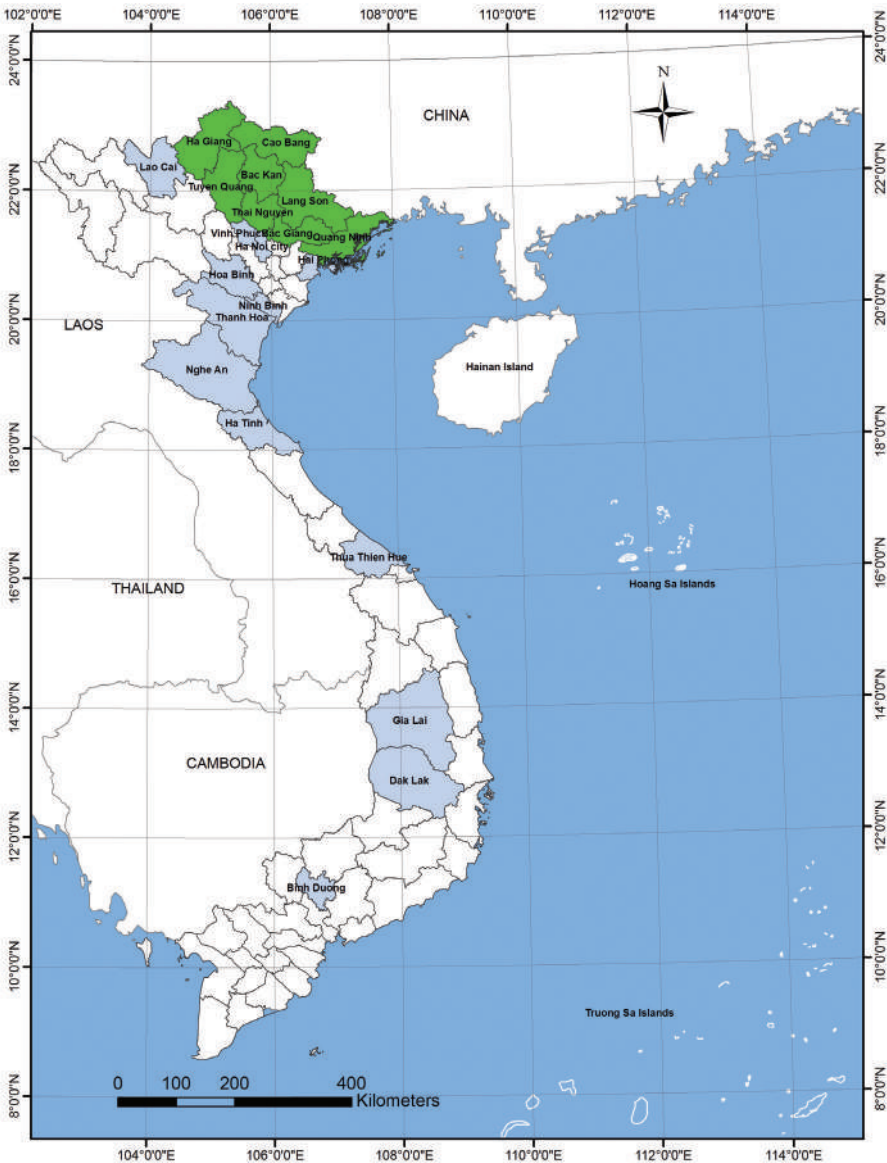 102°0'0"E 104°0'0"E 106°0'0"E 108°0'0"E 110°0'0"E 112°0'0"E 114°0'0"E
24°0'0"N
24°0'0"N
N
CHINA
Ha Giang
Cao Bang
Lao Cai
Bac Kan
Tuyen Quang
22°0'0"N
22°0'0"N
Lang Son
Thai Nguyen
Vinh Phuc
Bac Giang
Quang Ninh
Ha Noi city
Hai Phong
Hoa Binh
Ninh Binh
Thanh Hoa
20°0'0"N
20°0'0"N
LAOS
Nghe An
Hainan Island
Ha Tinh
18°0'0"N
18°0'0"N
Thua Thien Hue
16°0'0"N
16°0'0"N
Hoang Sa Islands
THAILAND
14°0'0"N
14°0'0"N
Gia Lai
CAMBODIA
Dak Lak
12°0'0"N
12°0'0"N
Binh Duong
10°0'0"N
10°0'0"N
Truong Sa Islands
0 100 200 400
Kilometers
8°0'0"N
8°0'0"N
104°0'0"E 106°0'0"E 108°0'0"E 110°0'0"E 112°0'0"E 114°0'0"E